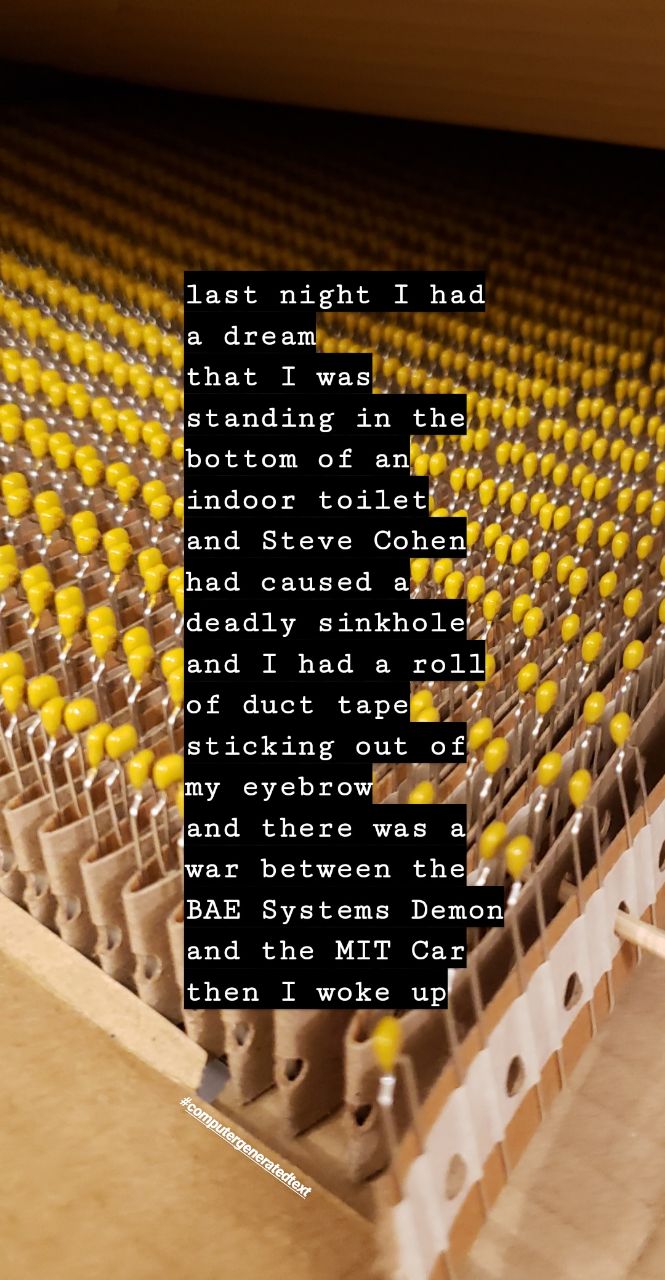 last night I had
a dream
that I was
standing in the
bottom of an
indoor toilet
and Steve Cohen
had caused a
deadly sinkhole
and I had a roll
of duct tape
sticking out of
my eyebrow
and there was a
war between the
BAE Systems Demon
and the MIT Car
then I woke up
#computergeneratedtext